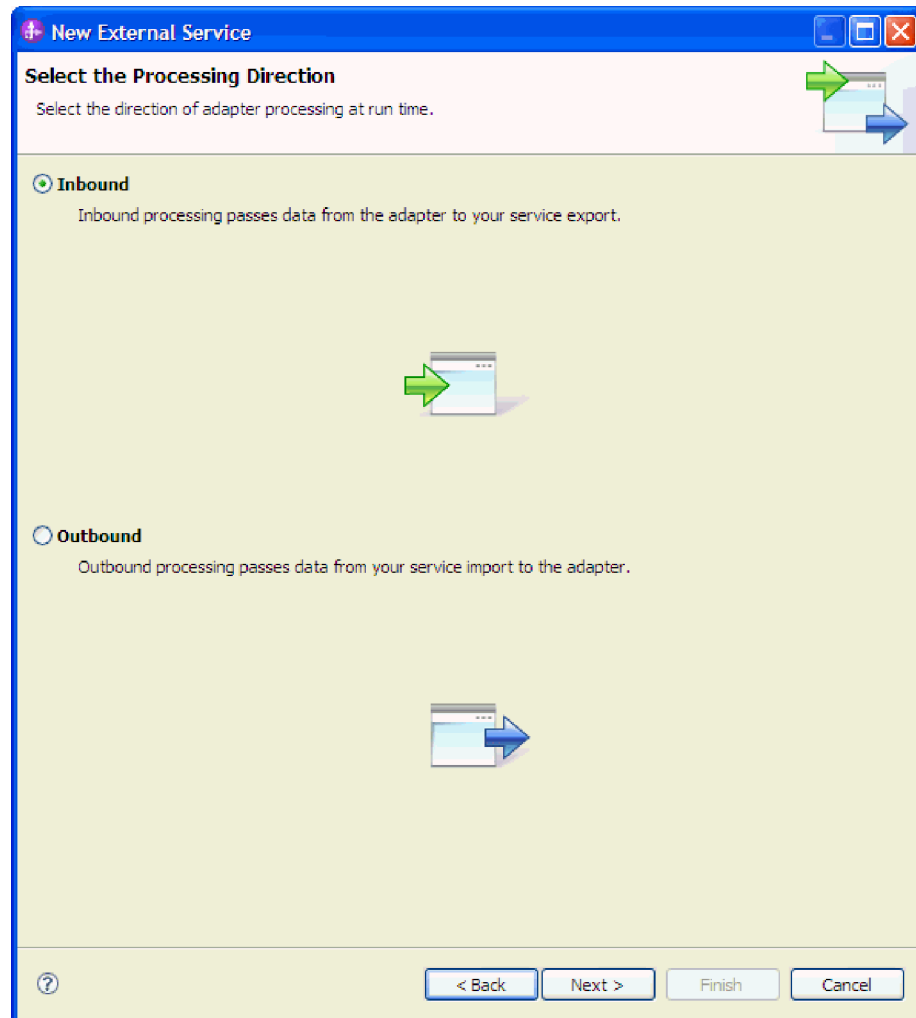 New External Service
Select the Processing Direction
Select the direction of adapter processing at run time.
Inbound
Inbound processing passes data from the adapter to your service export.
Outbound
Outbound processing passes data from your service import to the adapter.
?
< Back
Next >
Finish
Cancel